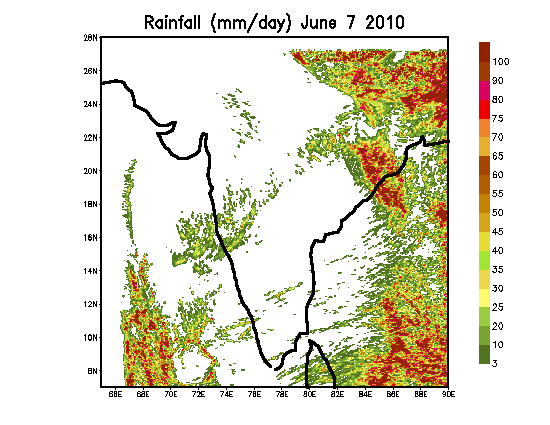 Rainfall (mm/day) June 7 2010
28N
26N
24N
22N
20N
18N
16N
14N
12N
10N
8N
66E 68E 70E 72E 74E 76E 78E 80E 82E 84E 86E 88E 90E
100
90
80
75
70
65
60
55
50
45
40
35
30
25
20
10
3